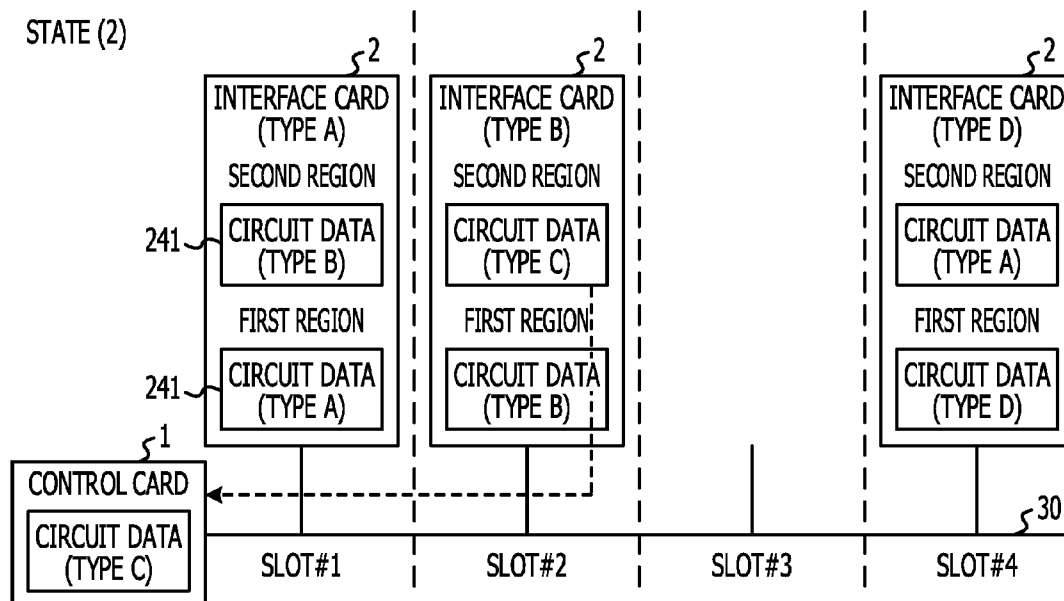 STATE (2)
2
INTERFACE CARD
(TYPE A)
SECOND REGION
241
CIRCUIT DATA
(TYPE B)
FIRST REGION
241
CIRCUIT DATA
(TYPE A)
2
INTERFACE CARD
(TYPE B)
SECOND REGION
CIRCUIT DATA
(TYPE C)
FIRST REGION
CIRCUIT DATA
(TYPE B)
2
INTERFACE CARD
(TYPE D)
SECOND REGION
CIRCUIT DATA
(TYPE A)
FIRST REGION
CIRCUIT DATA
(TYPE D)
1
CONTROL CARD
CIRCUIT DATA
(TYPE C)
30
SLOT#1
SLOT#2
SLOT#3
SLOT#4